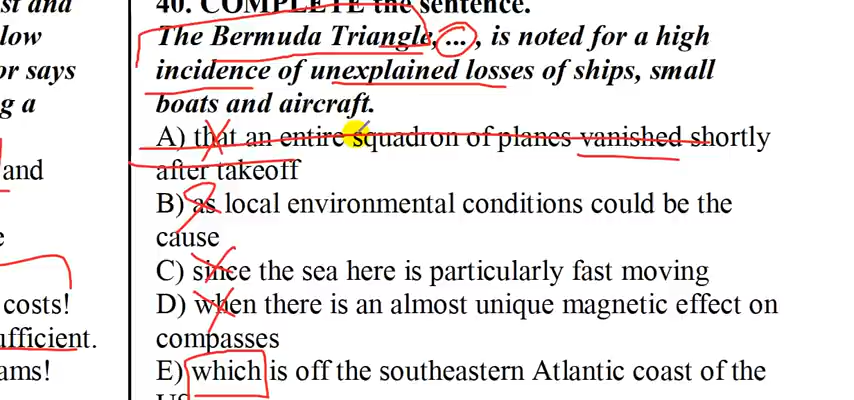 st and
low
or says
g a
and
e
costs!
ufficient.
ams!
40. COMPLETE the sentence.
The Bermuda Triangle, ... , is noted for a high
incidence of unexplained losses of ships, small
boats and aircraft.
A) that an entire squadron of planes vanished shortly
after takeoff
B) as local environmental conditions could be the
cause
C) since the sea here is particularly fast moving
D) when there is an almost unique magnetic effect on
compasses
E) which is off the southeastern Atlantic coast of the